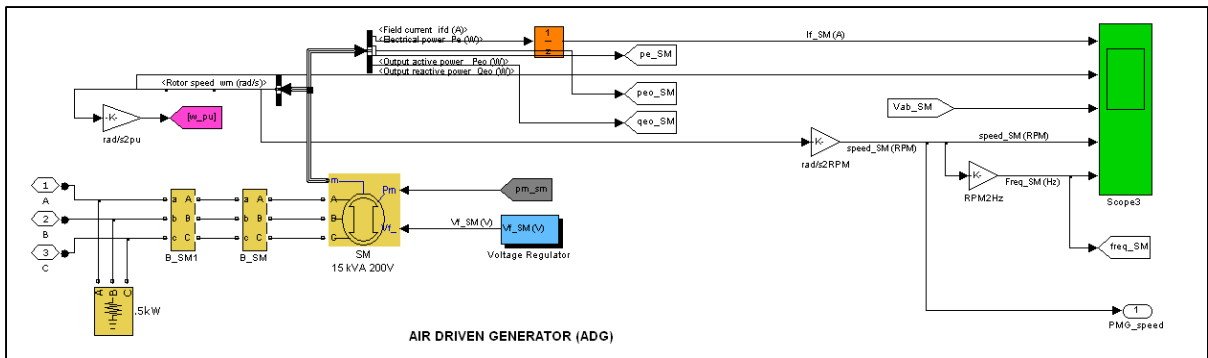 <Field current ifd (A)>
<Electrical power Pe (W)>
1
z
If_SM (A)
pe_SM
<Output active power Peo (W)>
<Output reactive power Qeo (W)>
<Rotor speed wm (rad/s)>
peo_SM
Vab_SM
-K-
[w_pu]
qeo_SM
rad/s2pu
-K-
speed_SM (RPM)
speed_SM (RPM)
rad/s2RPM
-K-
Freq_SM (Hz)
RPM2Hz
Scope3
m
Pm
pm_sm
1
A
a A
a A
A
2
B
b B
b B
B
Vf_
Vf_SM (V)
Vf_SM (V)
3
C
c C
c C
C
B_SM1
B_SM
SM
15 kVA 200V
Voltage Regulator
freq_SM
A B C
.5kW
1
PMG_speed
AIR DRIVEN GENERATOR (ADG)